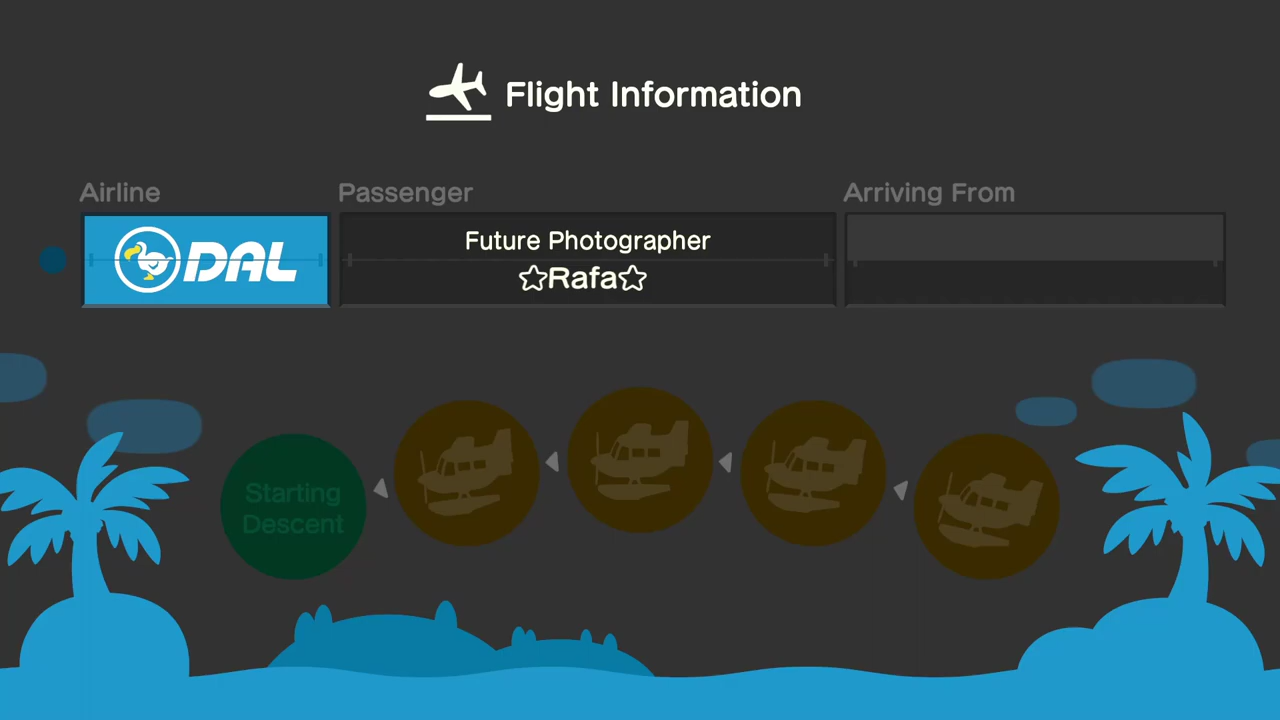 Flight Information
Airline
Passenger
Arriving From
DAL
Future Photographer
☆Rafa☆
Starting
Descent